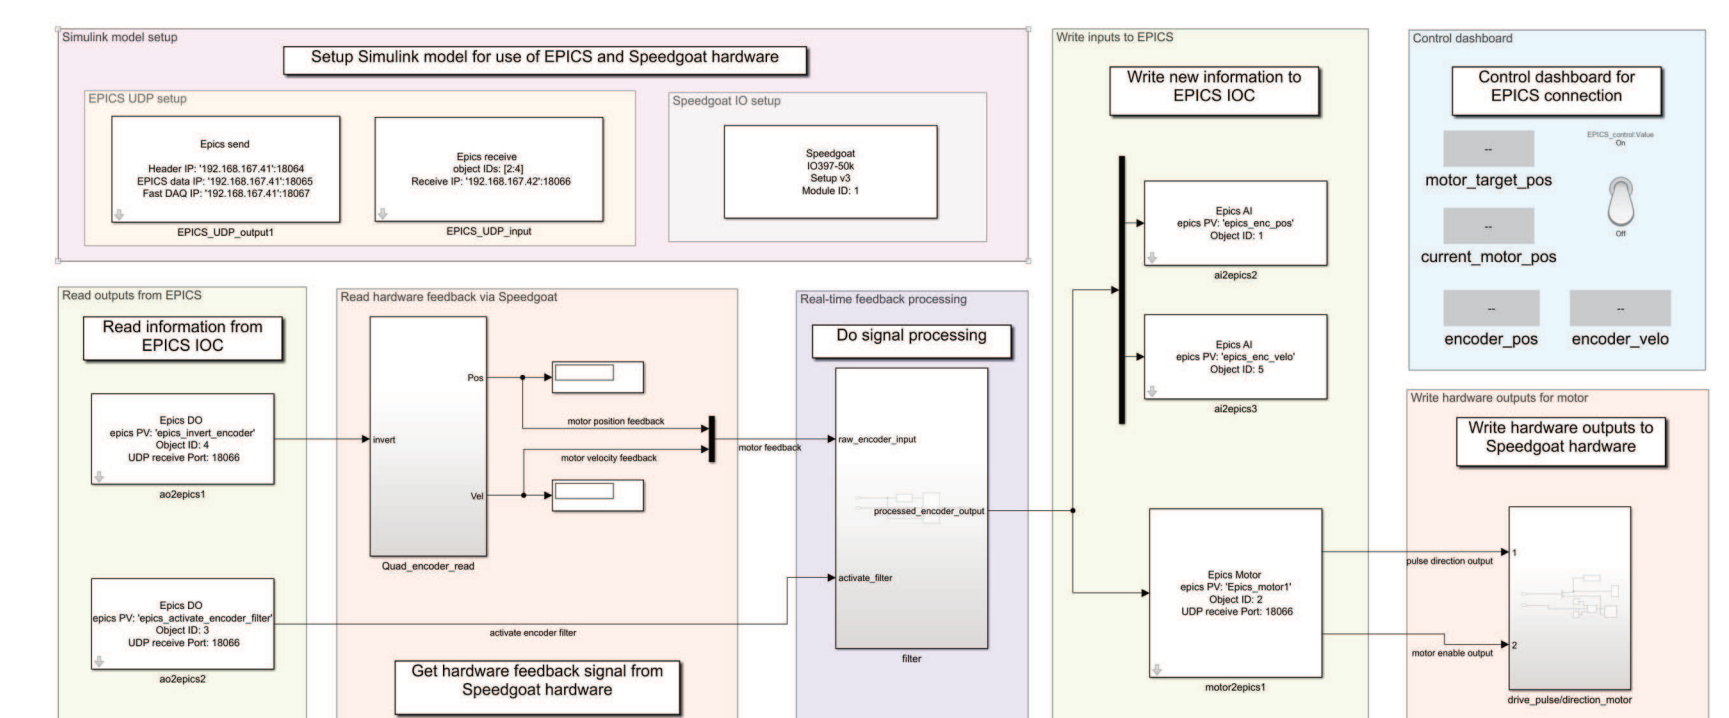 Simulink model setup
Setup Simulink model for use of EPICS and Speedgoat hardware
EPICS UDP setup
Epics send
Header IP: '192.168.167.41':18064
EPICS data IP: '192.168.167.41':18065
Fast DAQ IP: '192.168.167.41':18067
EPICS_UDP_output1
Epics receive
object IDs: [2:4]
Receive IP: '192.168.167.42':18066
EPICS_UDP_input
Speedgoat IO setup
Speedgoat
IO397-50k
Setup v3
Module ID: 1
Read outputs from EPICS
Read information from
EPICS IOC
Epics DO
epics PV: 'epics_invert_encoder'
Object ID: 4
UDP receive Port: 18066
ao2epics1
Epics DO
epics PV: 'epics_activate_encoder_filter'
Object ID: 3
UDP receive Port: 18066
ao2epics2
Read hardware feedback via Speedgoat
invert
Pos
Vel
Quad_encoder_read
motor position feedback
motor velocity feedback
motor feedback
activate encoder filter
Get hardware feedback signal from
Speedgoat hardware
Real-time feedback processing
Do signal processing
raw_encoder_input
processed_encoder_output
activate_filter
filter
Write inputs to EPICS
Write new information to
EPICS IOC
Epics AI
epics PV: 'epics_enc_pos'
Object ID: 1
ai2epics2
Epics AI
epics PV: 'epics_enc_velo'
Object ID: 5
ai2epics3
Epics Motor
epics PV: 'Epics_motor1'
Object ID: 2
UDP receive Port: 18066
motor2epics1
Control dashboard
Control dashboard for
EPICS connection
--
motor_target_pos
EPICS_control:Value
On
Off
--
current_motor_pos
--
encoder_pos
--
encoder_velo
Write hardware outputs for motor
Write hardware outputs to
Speedgoat hardware
pulse direction output
1
motor enable output
2
drive_pulse/direction_motor